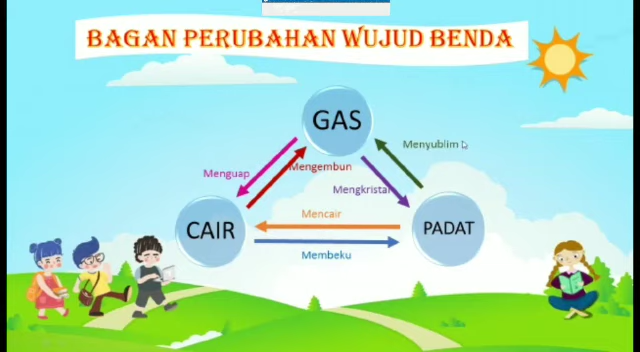 BAGAN PERUBAHAN WUJUD BENDA
GAS
Menyublim
Menguap
Mengembun
Mengkristal
CAIR
Mencair
PADAT
Membeku